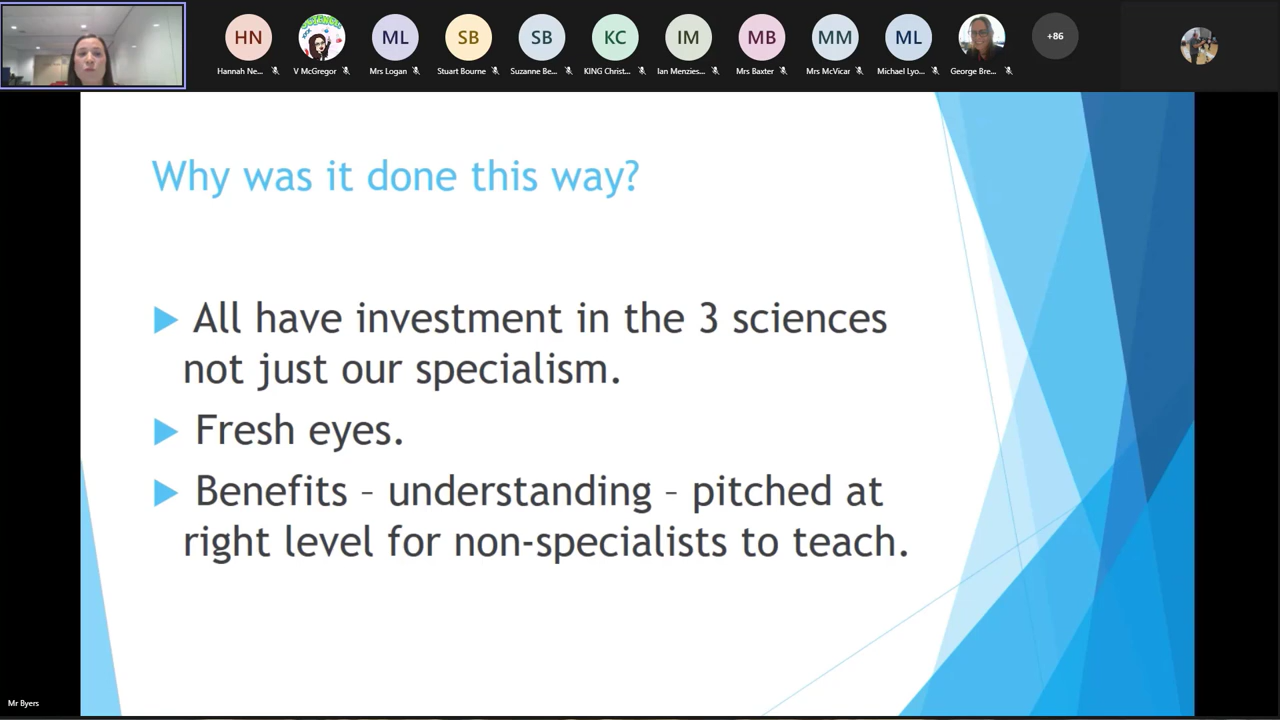 HN
ML
SB
SB
KC
IM
MB
MM
ML
+86
Hannah Ne...
V McGregor
Mrs Logan
Stuart Bourne
Suzanne Be...
KING Christ...
Ian Menzies...
Mrs Baxter
Mrs McVicar
Michael Lyo...
George Bre...
Why was it done this way?
All have investment in the 3 sciences
not just our specialism.
Fresh eyes.
Benefits – understanding – pitched at
right level for non-specialists to teach.
Mr Byers